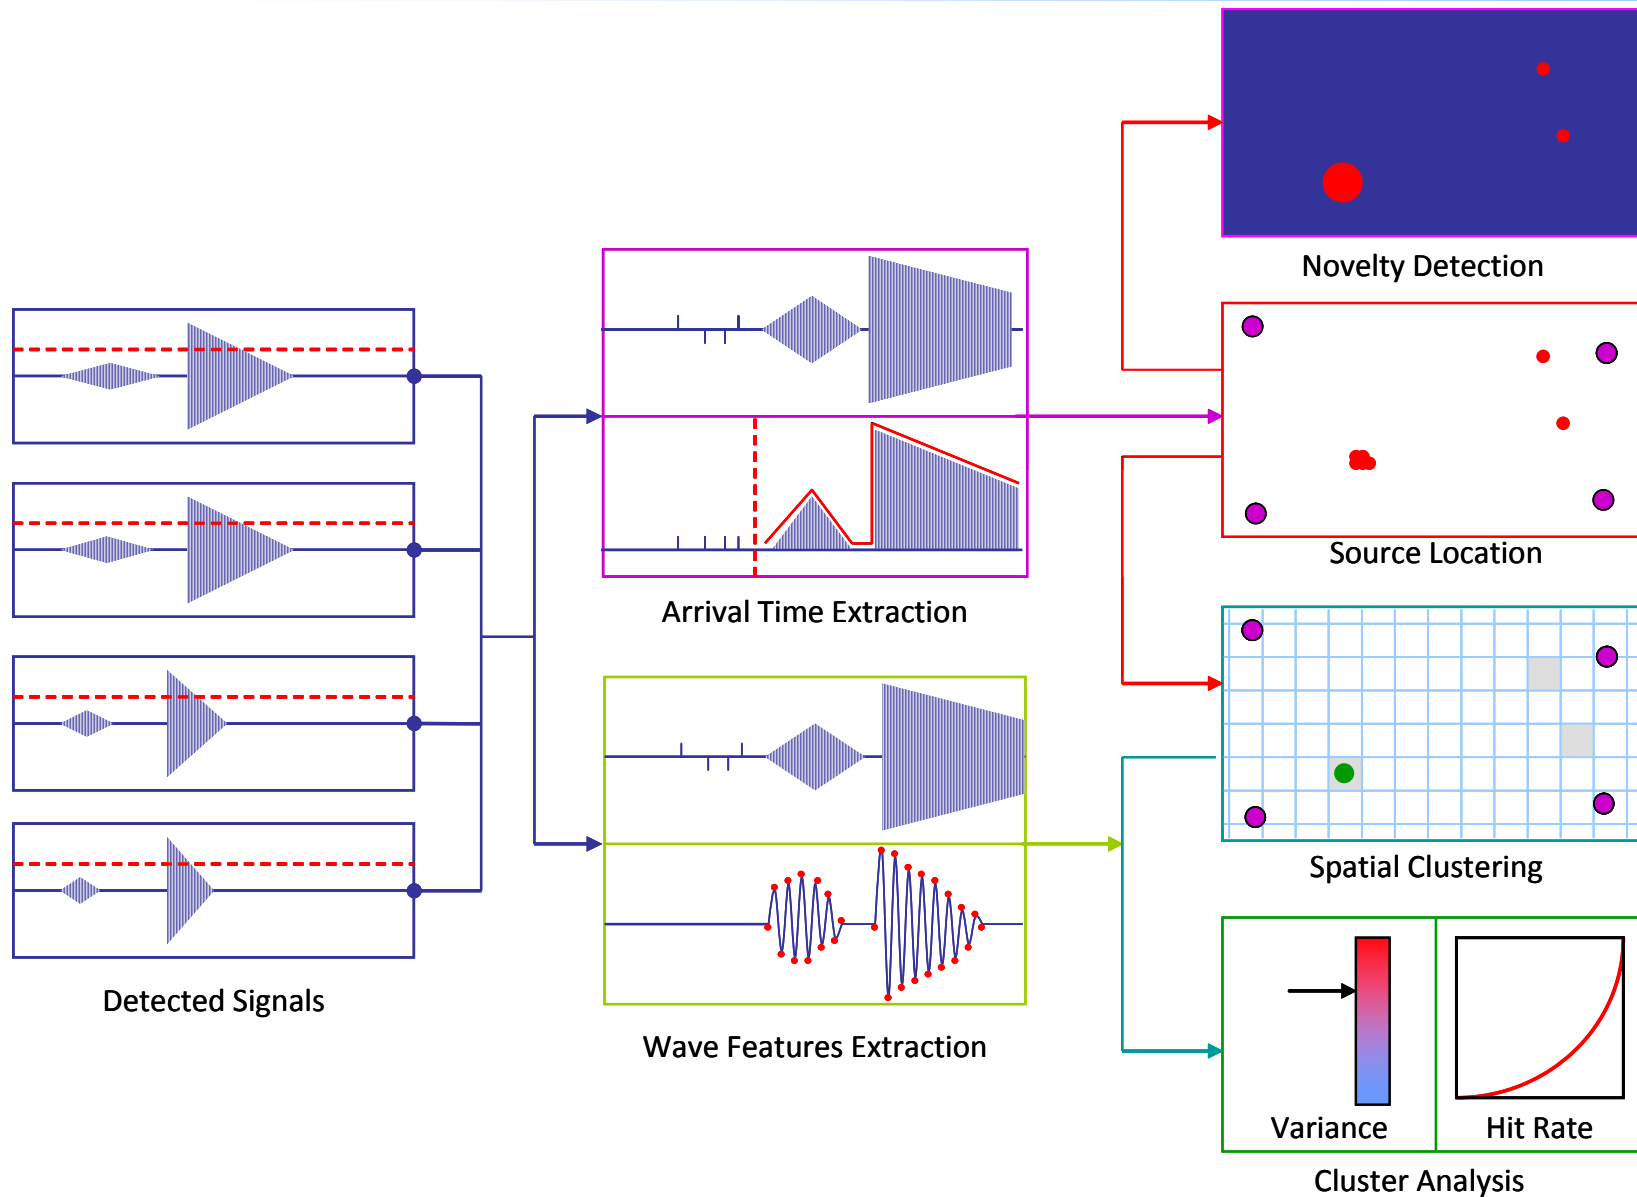 Novelty Detection
Source Location
Arrival Time Extraction
Spatial Clustering
Detected Signals
Wave Features Extraction
Variance
Hit Rate
Cluster Analysis